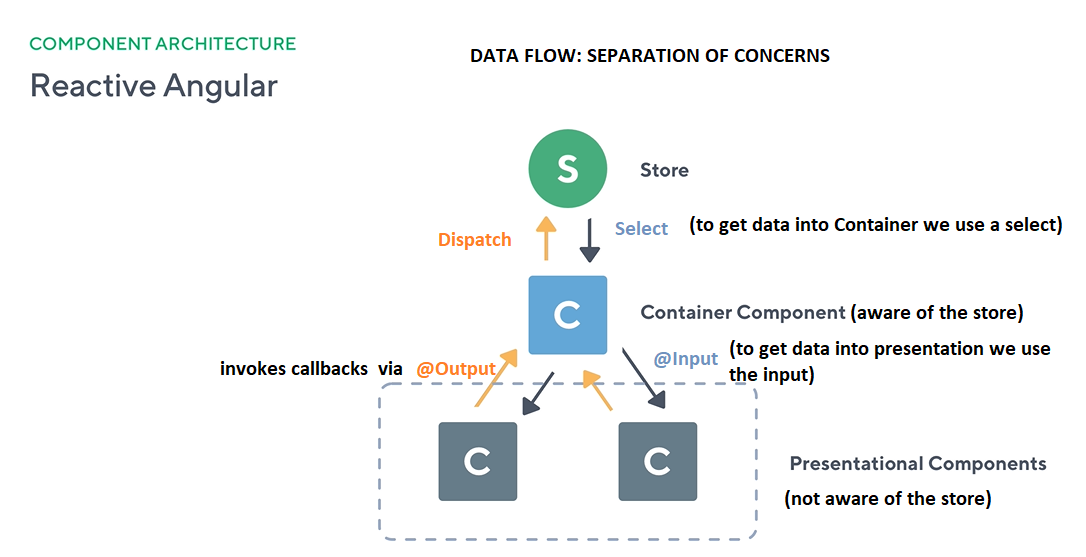 COMPONENT ARCHITECTURE
DATA FLOW: SEPARATION OF CONCERNS
Reactive Angular
S
Store
Dispatch
Select
(to get data into Container we use a select)
C
Container Component (aware of the store)
invokes callbacks via @Output
@Input
(to get data into presentation we use
the input)
C
C
Presentational Components
(not aware of the store)